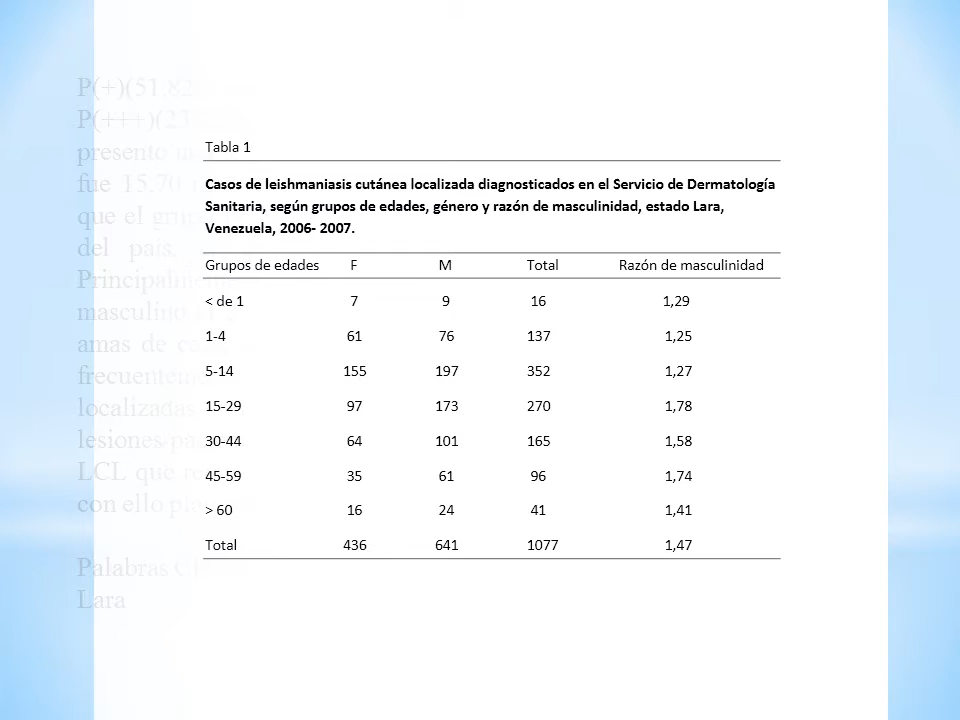 P(+)(51.82
P(+++)(23
presento
fue 15.70
que el grupo
del país.
Principalmente
masculino
amas de
frecuentemente
localizadas
lesiones
LCL que
con ello
Palabras
Lara
Tabla 1
Casos de leishmaniasis cutánea localizada diagnosticados en el Servicio de Dermatología
Sanitaria, según grupos de edades, género y razón de masculinidad, estado Lara,
Venezuela, 2006- 2007.
Grupos de edades F M Total Razón de masculinidad
< de 1 7 9 16 1,29
1-4 61 76 137 1,25
5-14 155 197 352 1,27
15-29 97 173 270 1,78
30-44 64 101 165 1,58
45-59 35 61 96 1,74
> 60 16 24 41 1,41
Total 436 641 1077 1,47